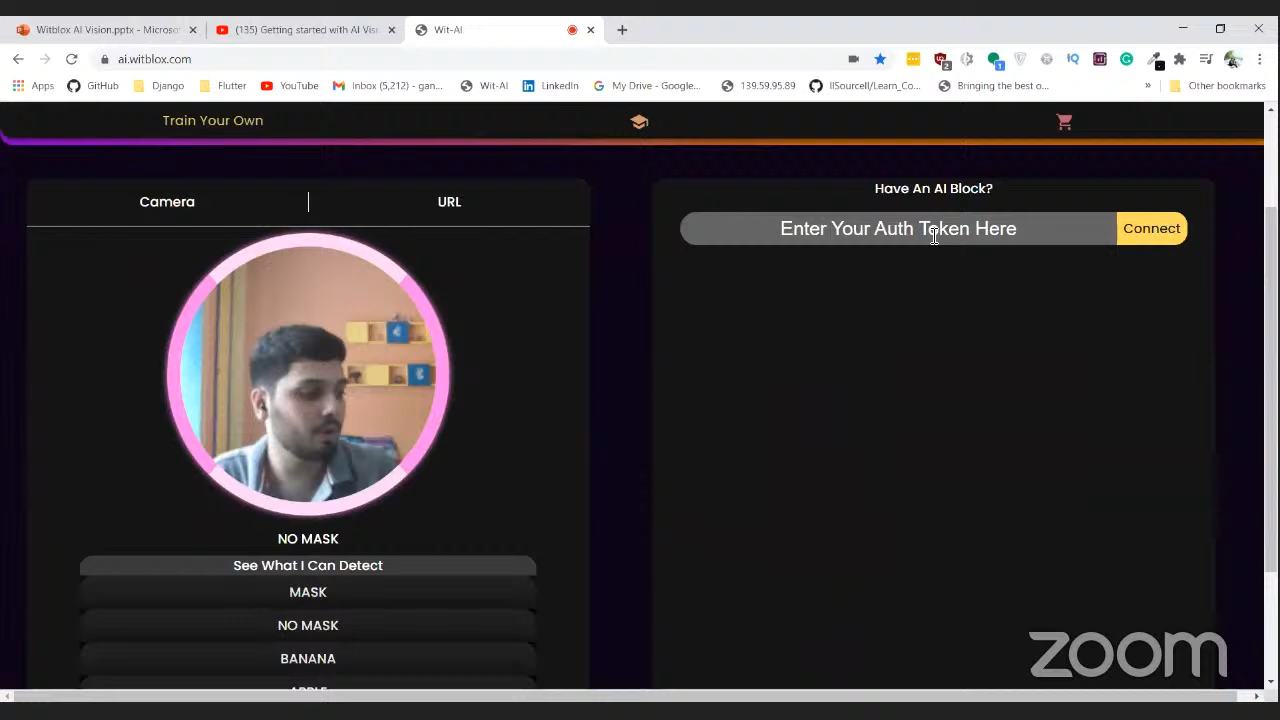 Witblox AI Vision.pptx - Microsof
(135) Getting started with AI Visi
Wit-AI
ai.witblox.com
Apps
GitHub
Django
Flutter
YouTube
Inbox (5,212) - gan...
Wit-AI
LinkedIn
My Drive - Google...
139.59.95.89
llSourcell/Learn_Co...
Bringing the best o...
»
Other bookmarks
Train Your Own
Camera
URL
Have An AI Block?
Enter Your Auth Token Here
Connect
NO MASK
See What I Can Detect
MASK
NO MASK
BANANA
APPLE
zoom